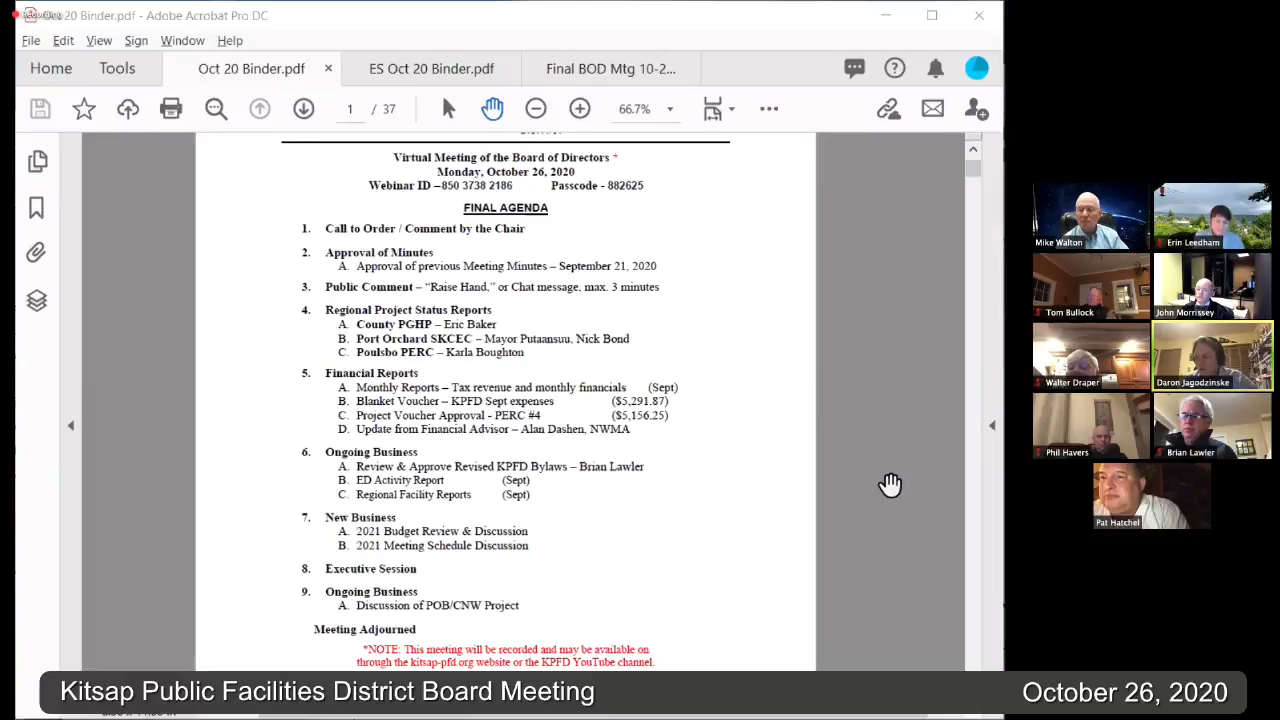 Oct 20 Binder.pdf - Adobe Acrobat Pro DC
File Edit View Sign Window Help
Home Tools Oct 20 Binder.pdf × ES Oct 20 Binder.pdf Final BOD Mtg 10-2...
1 / 37 66.7%
Virtual Meeting of the Board of Directors *
Monday, October 26, 2020
Webinar ID –850 3738 2186 Passcode - 882625
FINAL AGENDA
1. Call to Order / Comment by the Chair
2. Approval of Minutes
A. Approval of previous Meeting Minutes – September 21, 2020
3. Public Comment – “Raise Hand,” or Chat message, max. 3 minutes
4. Regional Project Status Reports
A. County PGHP – Eric Baker
B. Port Orchard SKCEC – Mayor Putaansuu, Nick Bond
C. Poulsbo PERC – Karla Boughton
5. Financial Reports
A. Monthly Reports – Tax revenue and monthly financials (Sept)
B. Blanket Voucher – KPFD Sept expenses ($5,291.87)
C. Project Voucher Approval - PERC #4 ($5,156.25)
D. Update from Financial Advisor – Alan Dashen, NWMA
6. Ongoing Business
A. Review & Approve Revised KPFD Bylaws – Brian Lawler
B. ED Activity Report (Sept)
C. Regional Facility Reports (Sept)
7. New Business
A. 2021 Budget Review & Discussion
B. 2021 Meeting Schedule Discussion
8. Executive Session
9. Ongoing Business
A. Discussion of POB/CNW Project
Meeting Adjourned
*NOTE: This meeting will be recorded and may be available on
through the kitsap-pfd.org website or the KPFD YouTube channel.
Mike Walton
Erin Leedham
Tom Bullock
John Morrissey
Walter Draper
Daron Jagodzinske
Phil Havers
Brian Lawler
Pat Hatchel
Kitsap Public Facilities District Board Meeting
October 26, 2020